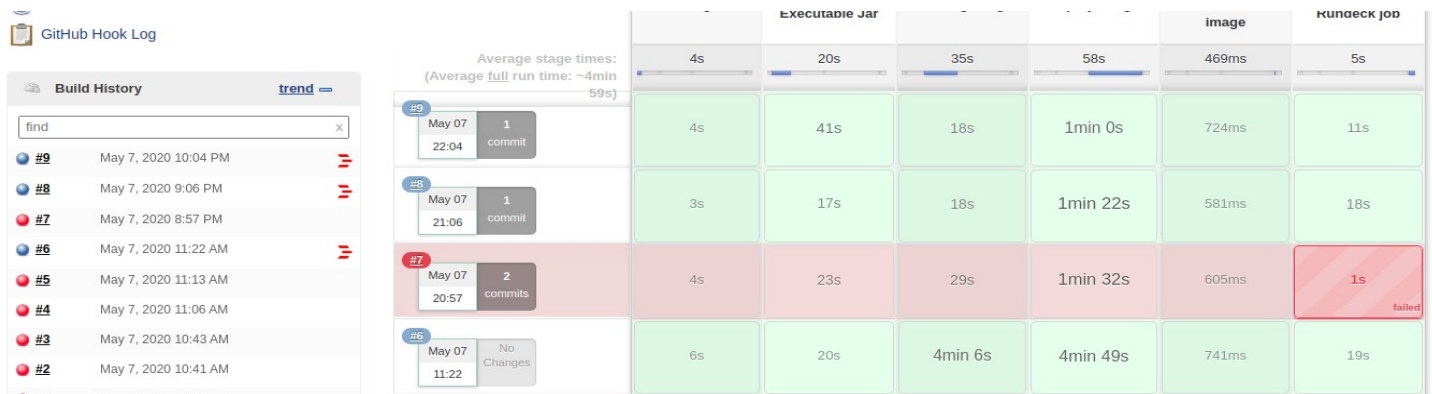 GitHub Hook Log
Build History trend
find x
#9 May 7, 2020 10:04 PM
#8 May 7, 2020 9:06 PM
#7 May 7, 2020 8:57 PM
#6 May 7, 2020 11:22 AM
#5 May 7, 2020 11:13 AM
#4 May 7, 2020 11:06 AM
#3 May 7, 2020 10:43 AM
#2 May 7, 2020 10:41 AM
Executable Jar
image
Rundeck job
Average stage times:
(Average full run time: ~4min
59s)
4s 20s 35s 58s 469ms 5s
#9
May 07
22:04
1
commit
4s 41s 18s 1min 0s 724ms 11s
#8
May 07
21:06
1
commit
3s 17s 18s 1min 22s 581ms 18s
#7
May 07
20:57
2
commits
4s 23s 29s 1min 32s 605ms 1s
failed
#6
May 07
11:22
No
Changes
6s 20s 4min 6s 4min 49s 741ms 19s